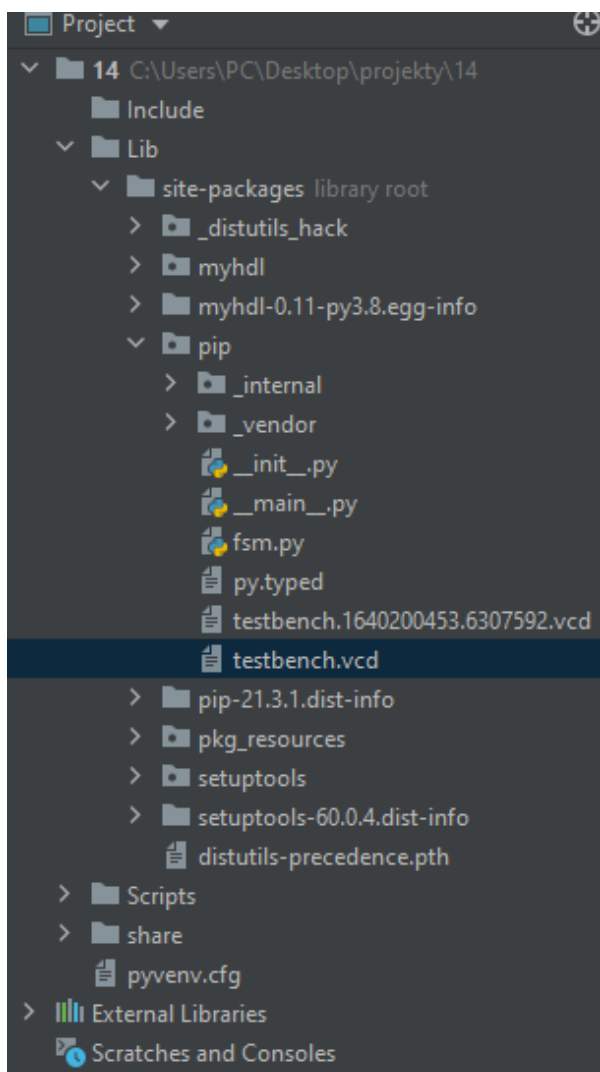 Project
14 C:\Users\PC\Desktop\projekty\14
Include
Lib
site-packages library root
_distutils_hack
myhdl
myhdl-0.11-py3.8.egg-info
pip
_internal
_vendor
__init__.py
__main__.py
fsm.py
py.typed
testbench.1640200453.6307592.vcd
testbench.vcd
pip-21.3.1.dist-info
pkg_resources
setuptools
setuptools-60.0.4.dist-info
distutils-precedence.pth
Scripts
share
pyvenv.cfg
External Libraries
Scratches and Consoles